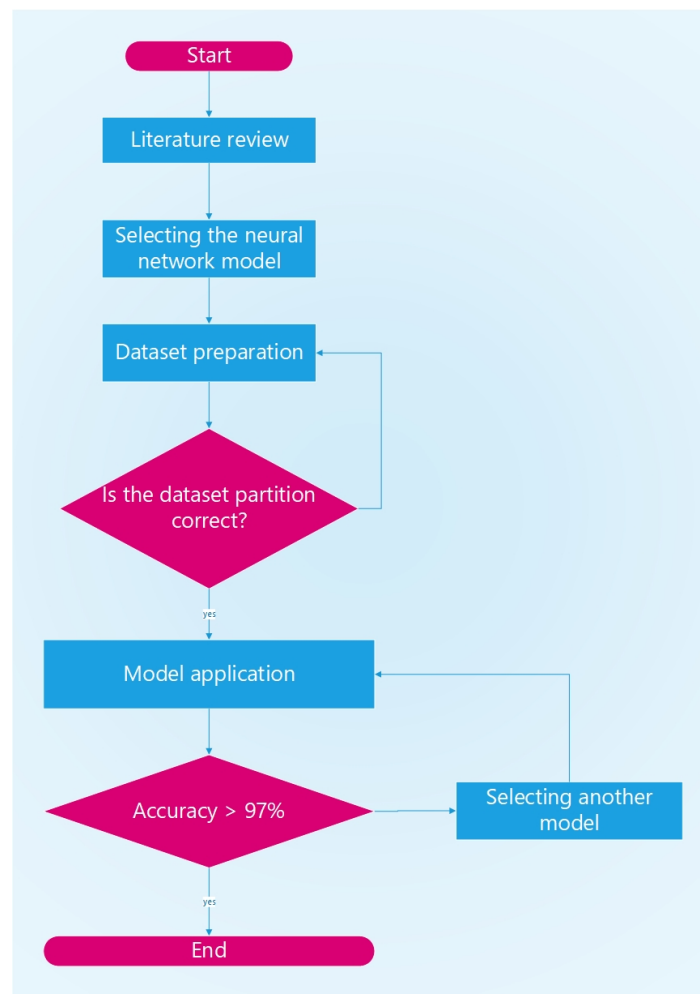 Start
Literature review
Selecting the neural
network model
Dataset preparation
Is the dataset partition
correct?
yes
Model application
Accuracy > 97%
Selecting another
model
yes
End